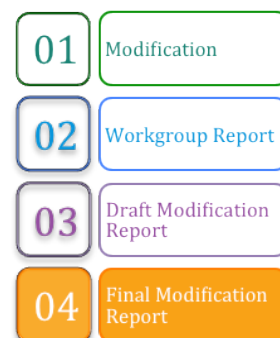 01
Modification
02
Workgroup Report
03
Draft Modification
Report
04
Final Modification
Report